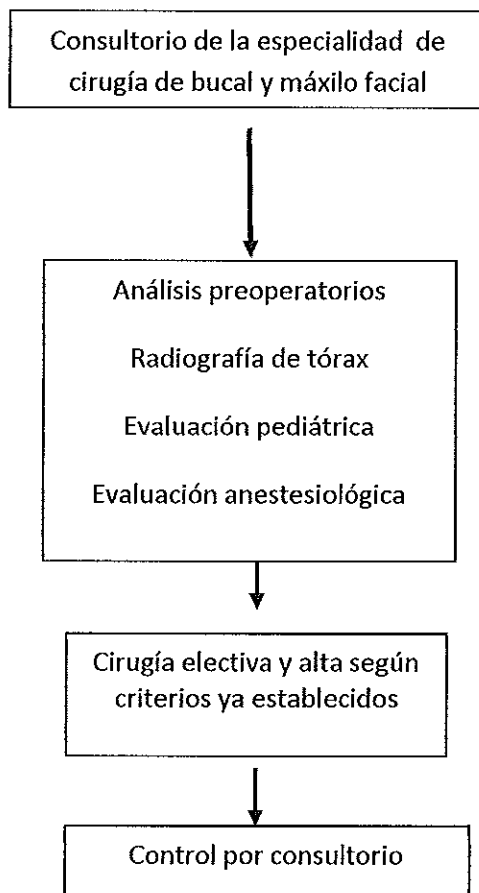 Consultorio de la especialidad de
cirugía de bucal y máxilo facial
Análisis preoperatorios
Radiografía de tórax
Evaluación pediátrica
Evaluación anestesiológica
Cirugía electiva y alta según
criterios ya establecidos
Control por consultorio